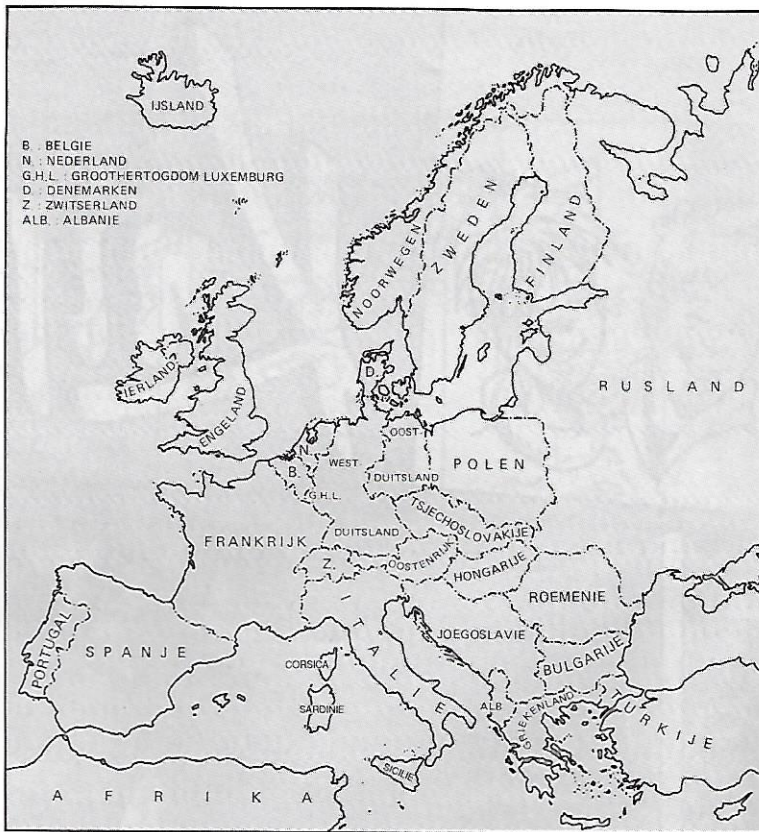 IJSLAND
B. : BELGIE
N. : NEDERLAND
G.H.L. : GROOTHERTOGDOM LUXEMBURG
D. : DENEMARKEN
Z. : ZWITSERLAND
ALB. : ALBANIE
NOORWEGEN
ZWEDEN
FINLAND
IERLAND
ENGELAND
D.
RUSLAND
N.
B.
G.H.L.
WEST-
DUITSLAND
OOST-
DUITSLAND
POLEN
TSJECHOSLOVAKIJE
FRANKRIJK
Z.
OOSTENRIJK
HONGARIJE
ROEMENIE
PORTUGAL
SPANJE
CORSICA
SARDINIE
ITALIE
SICILIE
JOEGOSLAVIE
BULGARIJE
ALB
GRIEKENLAND
TURKIJE
AFRIKA